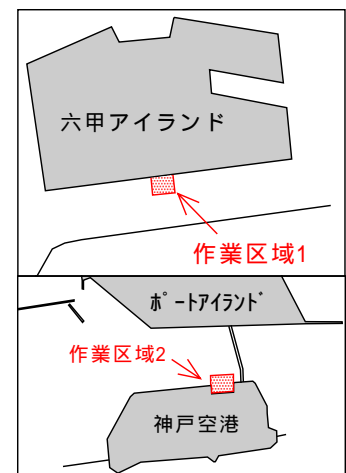 六甲アイランド
作業区域1
ﾎﾟｰﾄｱｲﾗﾝﾄﾞ
作業区域2
神戸空港